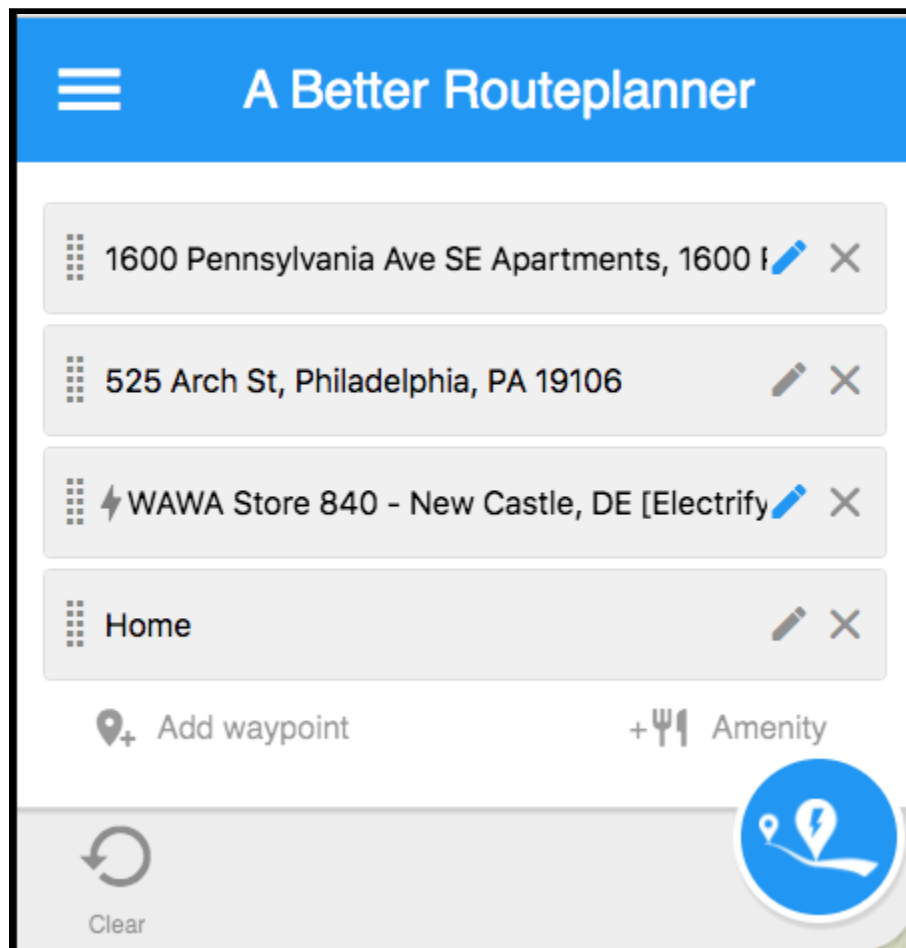 A Better Routeplanner
1600 Pennsylvania Ave SE Apartments, 1600
525 Arch St, Philadelphia, PA 19106
WAWA Store 840 - New Castle, DE [Electrify
Home
Add waypoint
+ Amenity
Clear